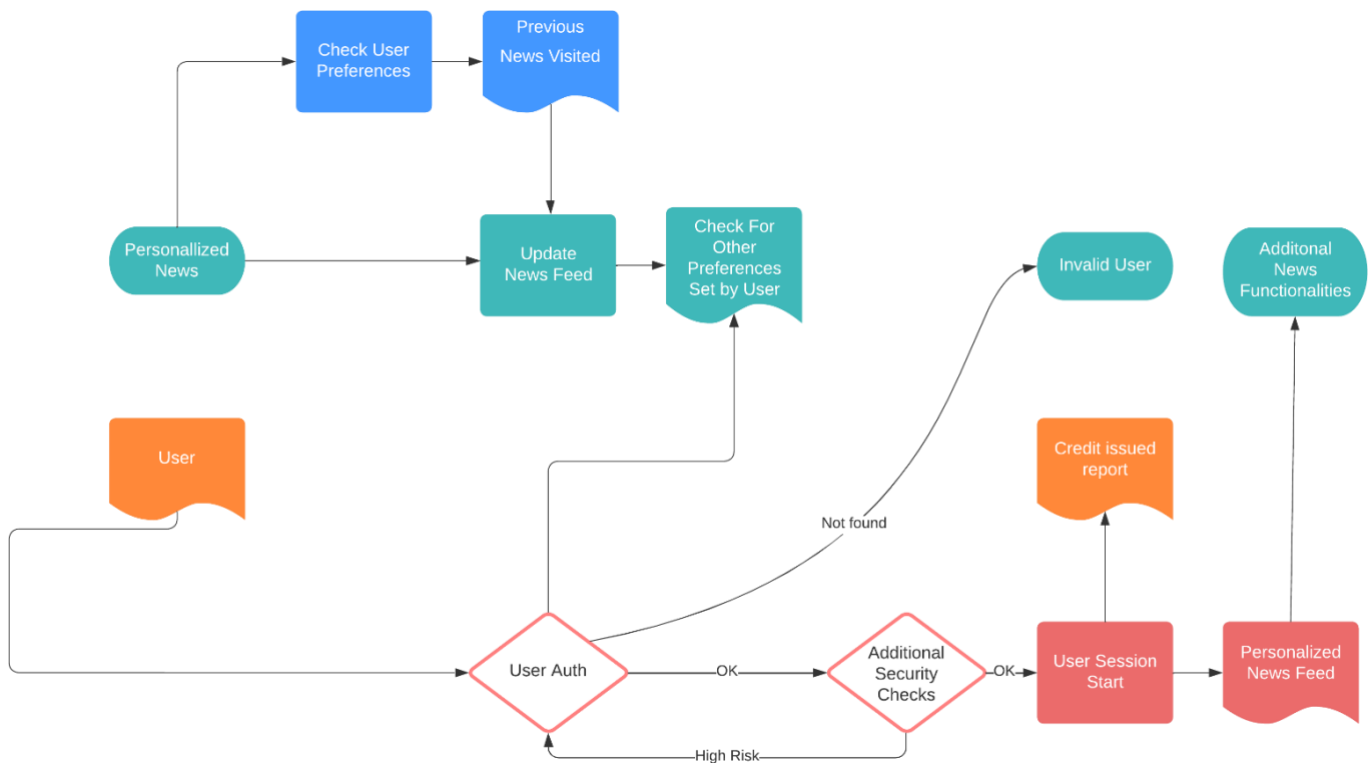 Check User
Preferences
Previous
News Visited
Personallized
News
Update
News Feed
Check For
Other
Preferences
Set by User
Invalid User
Additonal
News
Functionalities
User
Credit issued
report
Not found
User Auth
OK
Additional
Security
Checks
OK
User Session
Start
Personalized
News Feed
High Risk